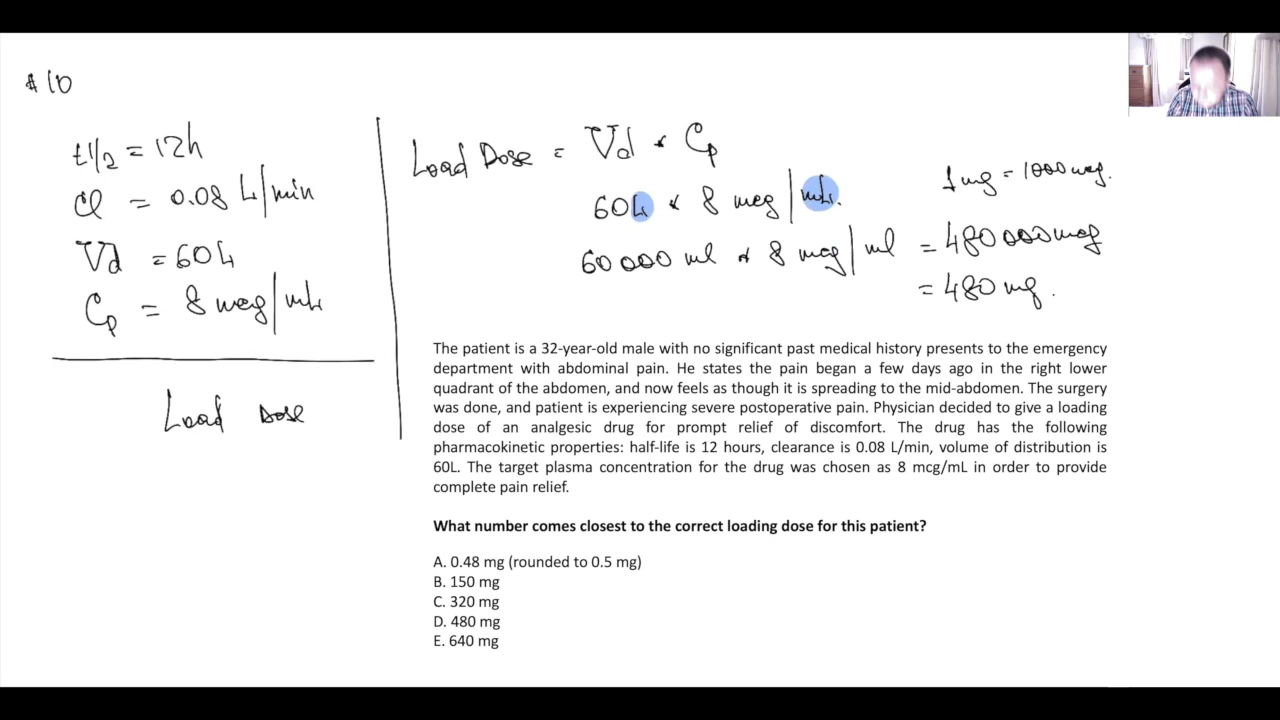 # 10
t1/2 = 12h
Cl = 0.08 L/min
Vd = 60L
Cp = 8 mcg/mL
Load Dose
Load Dose = Vd * Cp
60L * 8 mcg/mL.
60 000 ml * 8 mcg/ml = 480 000 mcg
= 480 mg.
1 mg = 1000 mcg.
The patient is a 32-year-old male with no significant past medical history presents to the emergency
department with abdominal pain. He states the pain began a few days ago in the right lower
quadrant of the abdomen, and now feels as though it is spreading to the mid-abdomen. The surgery
was done, and patient is experiencing severe postoperative pain. Physician decided to give a loading
dose of an analgesic drug for prompt relief of discomfort. The drug has the following
pharmacokinetic properties: half-life is 12 hours, clearance is 0.08 L/min, volume of distribution is
60L. The target plasma concentration for the drug was chosen as 8 mcg/mL in order to provide
complete pain relief.
What number comes closest to the correct loading dose for this patient?
A. 0.48 mg (rounded to 0.5 mg)
B. 150 mg
C. 320 mg
D. 480 mg
E. 640 mg